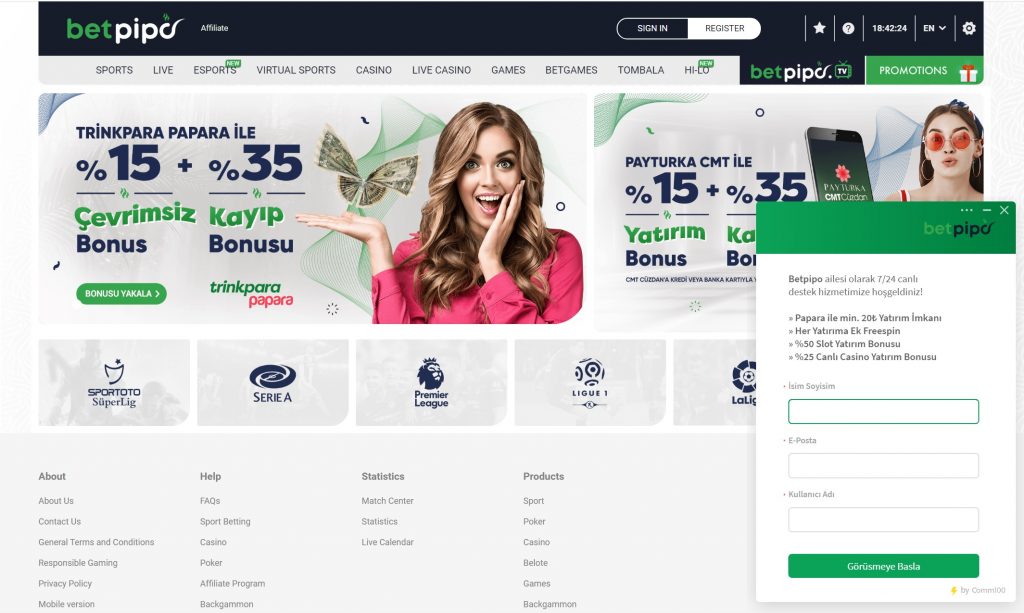 betpipo
Affiliate
SIGN IN
REGISTER
18:42:24
EN
SPORTS
LIVE
ESPORTS
NEW
VIRTUAL SPORTS
CASINO
LIVE CASINO
GAMES
BETGAMES
TOMBALA
HI-LO
NEW
betpipo.
TV
PROMOTIONS
TRİNKPARA PAPARA İLE
%15 + %35
Çevrimsiz Kayıp
Bonus Bonusu
BONUSU YAKALA
trinkpara
papara
PAYTURKA CMT İLE
%15 + %35
Yatırım Ka
Bonus Bon
CMT CÜZDAN'A KREDİ VEYA BANKA KARTIYLA Y
PAYTURKA
CMTCüzdan
betpipo
Betpipo ailesi olarak 7/24 canlı
destek hizmetimize hoşgeldiniz!
» Papara ile min. 20₺ Yatırım İmkanı
» Her Yatırıma Ek Freespin
» %50 Slot Yatırım Bonusu
» %25 Canlı Casino Yatırım Bonusu
İsim Soyisim
E-Posta
Kullanıcı Adı
Görüsmeye Basla
by Comm100
SPORTOTO
SüperLig
SERIE A
Premier
League
LIGUE 1
LaLig
About
About Us
Contact Us
General Terms and Conditions
Responsible Gaming
Privacy Policy
Mobile version
Help
FAQs
Sport Betting
Casino
Poker
Affiliate Program
Backgammon
Statistics
Match Center
Statistics
Live Calendar
Products
Sport
Poker
Casino
Belote
Games
Backgammon